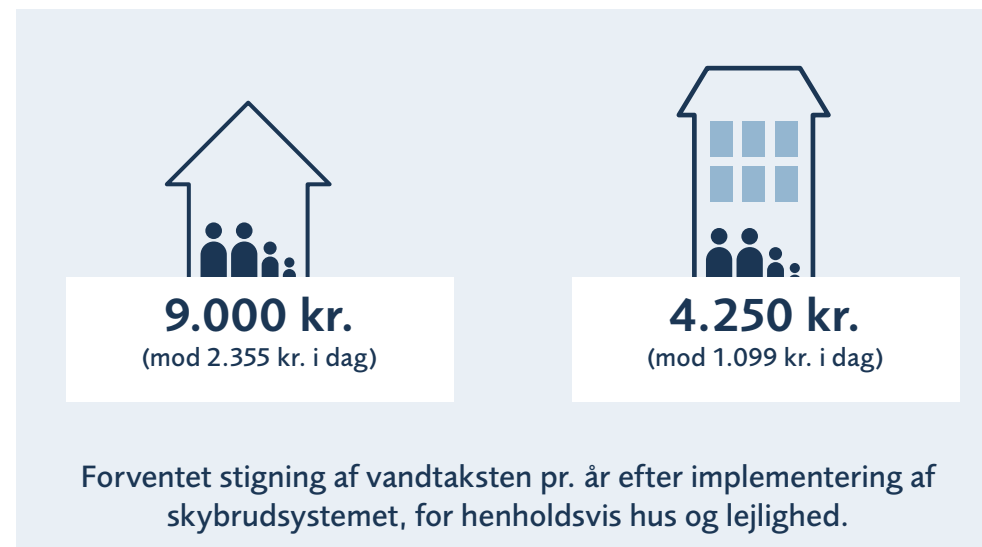 9.000 kr.
(mod 2.355 kr. i dag)
4.250 kr.
(mod 1.099 kr. i dag)
Forventet stigning af vandtaksten pr. år efter implementering af
skybrudsystemet, for henholdsvis hus og lejlighed.